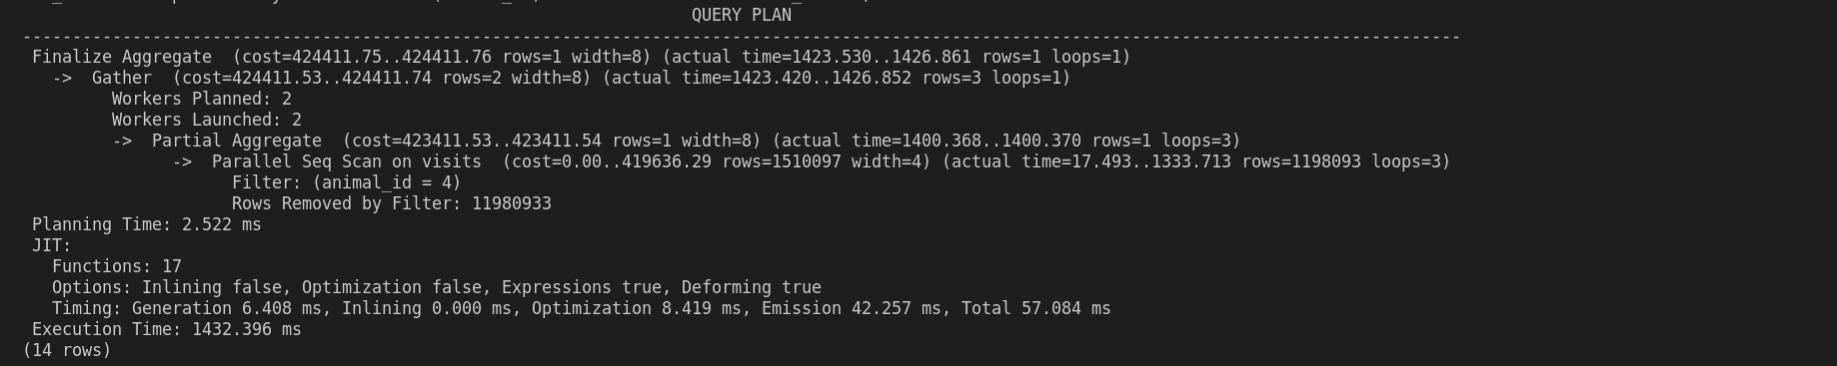 QUERY PLAN
-----------------------------------------------------------------------------------------------------------------------------------------------
Finalize Aggregate  (cost=424411.75..424411.76 rows=1 width=8) (actual time=1423.530..1426.861 rows=1 loops=1)
  ->  Gather  (cost=424411.53..424411.74 rows=2 width=8) (actual time=1423.420..1426.852 rows=3 loops=1)
        Workers Planned: 2
        Workers Launched: 2
        ->  Partial Aggregate  (cost=423411.53..423411.54 rows=1 width=8) (actual time=1400.368..1400.370 rows=1 loops=3)
              ->  Parallel Seq Scan on visits  (cost=0.00..419636.29 rows=1510097 width=4) (actual time=17.493..1333.713 rows=1198093 loops=3)
                    Filter: (animal_id = 4)
                    Rows Removed by Filter: 11980933
Planning Time: 2.522 ms
JIT:
  Functions: 17
  Options: Inlining false, Optimization false, Expressions true, Deforming true
  Timing: Generation 6.408 ms, Inlining 0.000 ms, Optimization 8.419 ms, Emission 42.257 ms, Total 57.084 ms
Execution Time: 1432.396 ms
(14 rows)